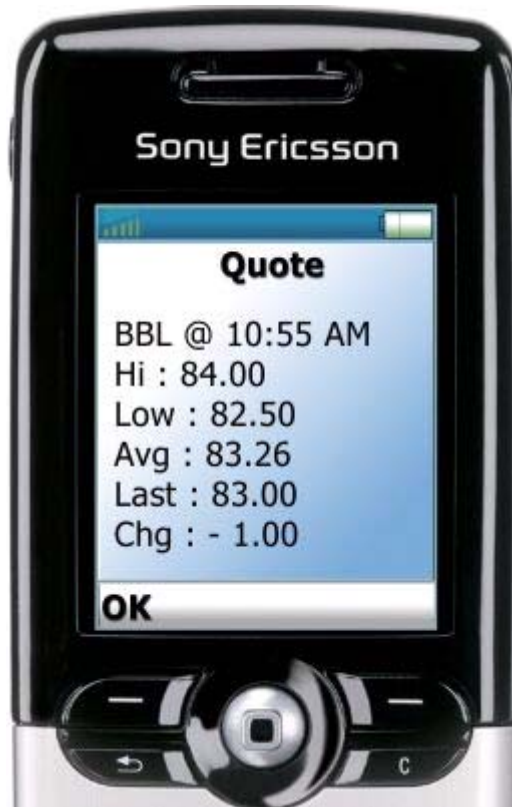 Sony Ericsson
Quote
BBL @ 10:55 AM
Hi : 84.00
Low : 82.50
Avg : 83.26
Last : 83.00
Chg : - 1.00
OK
C